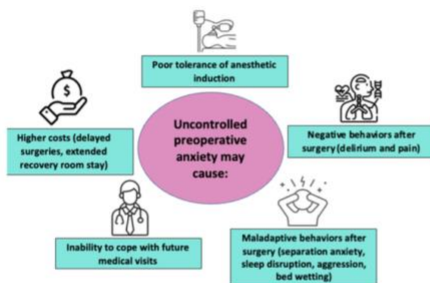 Poor tolerance of anesthetic
induction
Uncontrolled
preoperative
anxiety may
cause:
$
Higher costs (delayed
surgeries, extended
recovery room stay)
Negative behaviors after
surgery (delirium and pain)
Inability to cope with future
medical visits
Maladaptive behaviors after
surgery (separation anxiety,
sleep disruption, aggression,
bed wetting)